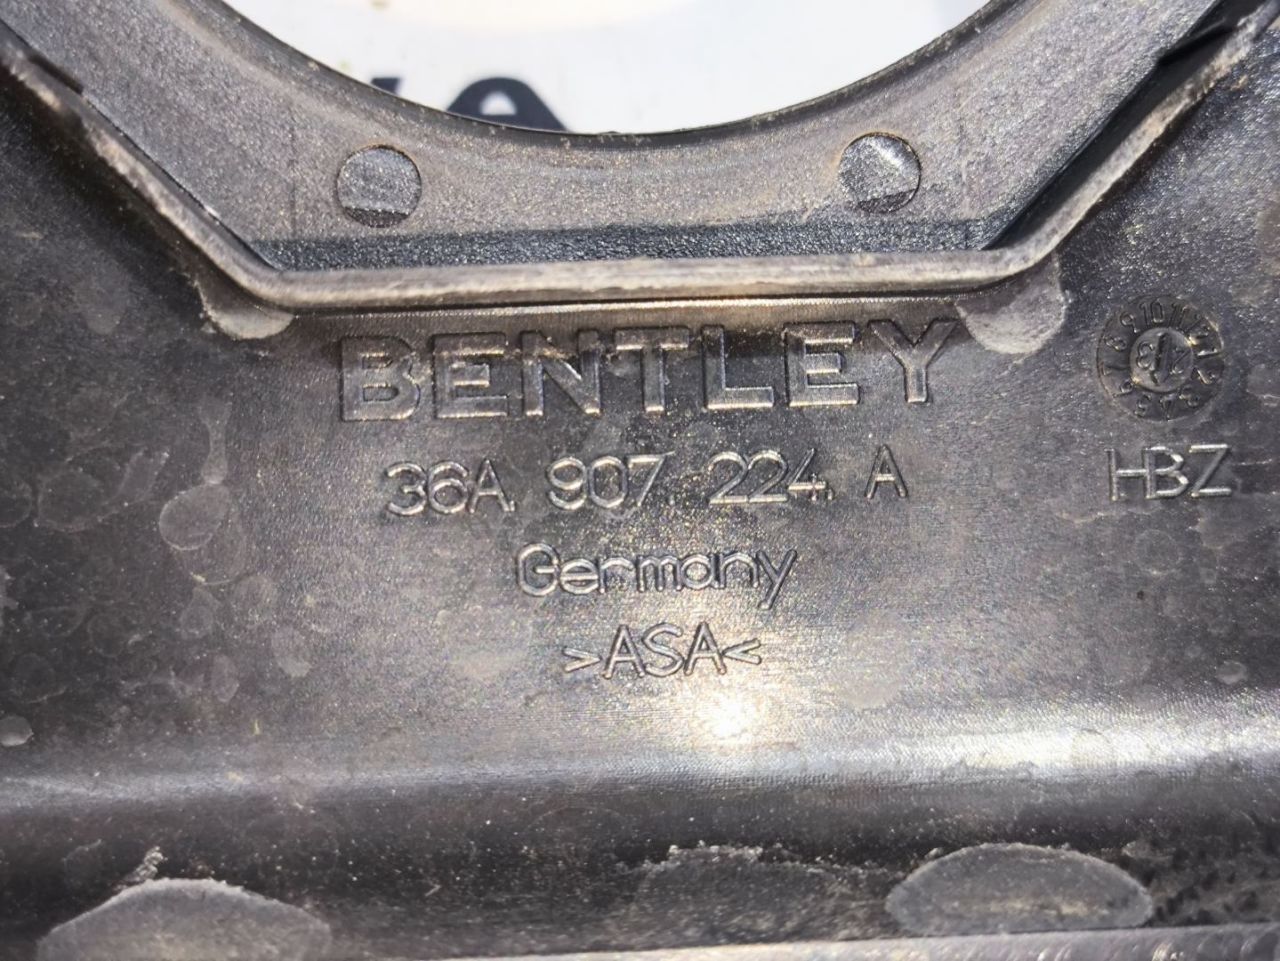 BENTLEY
36A 907 224 A
HBZ
Germany
>ASA<